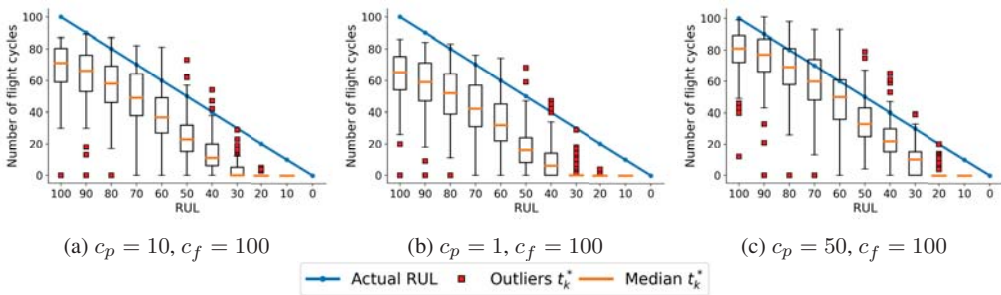 Number of flight cycles
100
80
60
40
20
0
100 90 80 70 60 50 40 30 20 10 0
RUL
(a) c_p = 10, c_f = 100
Number of flight cycles
100
80
60
40
20
0
100 90 80 70 60 50 40 30 20 10 0
RUL
(b) c_p = 1, c_f = 100
Number of flight cycles
100
80
60
40
20
0
100 90 80 70 60 50 40 30 20 10 0
RUL
(c) c_p = 50, c_f = 100
Actual RUL Outliers t_k^* Median t_k^*